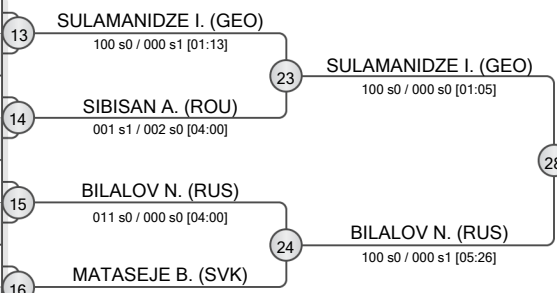 SULAMANIDZE I. (GEO)
13
100 s0 / 000 s1 [01:13]
23
SULAMANIDZE I. (GEO)
100 s0 / 000 s0 [01:05]
SIBISAN A. (ROU)
14
001 s1 / 002 s0 [04:00]
28
BILALOV N. (RUS)
15
011 s0 / 000 s0 [04:00]
24
BILALOV N. (RUS)
100 s0 / 000 s1 [05:26]
MATASEJE B. (SVK)
16